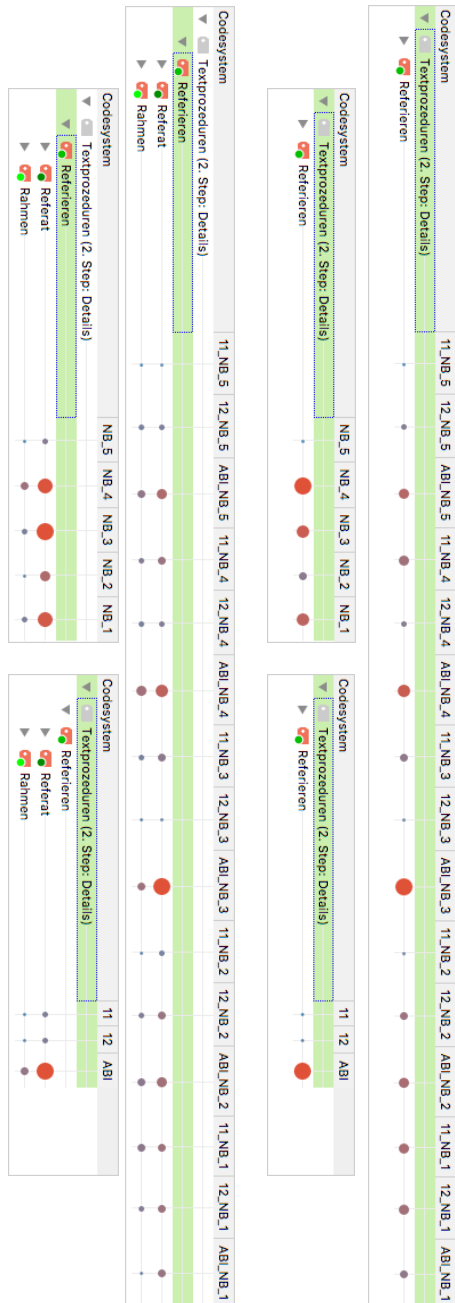 Codesystem 11_NB_5 12_NB_5 ABI_NB_5 11_NB_4 12_NB_4 ABI_NB_4 11_NB_3 12_NB_3 ABI_NB_3 11_NB_2 12_NB_2 ABI_NB_2 11_NB_1 12_NB_1 ABI_NB_1
Textprozeduren (2. Step: Details)
Referieren
Codesystem NB_5 NB_4 NB_3 NB_2 NB_1
Textprozeduren (2. Step: Details)
Referieren
Codesystem 11 12 ABI
Textprozeduren (2. Step: Details)
Referieren
Codesystem 11_NB_5 12_NB_5 ABI_NB_5 11_NB_4 12_NB_4 ABI_NB_4 11_NB_3 12_NB_3 ABI_NB_3 11_NB_2 12_NB_2 ABI_NB_2 11_NB_1 12_NB_1 ABI_NB_1
Textprozeduren (2. Step: Details)
Referieren
Referat
Rahmen
Codesystem NB_5 NB_4 NB_3 NB_2 NB_1
Textprozeduren (2. Step: Details)
Referieren
Referat
Rahmen
Codesystem 11 12 ABI
Textprozeduren (2. Step: Details)
Referieren
Referat
Rahmen